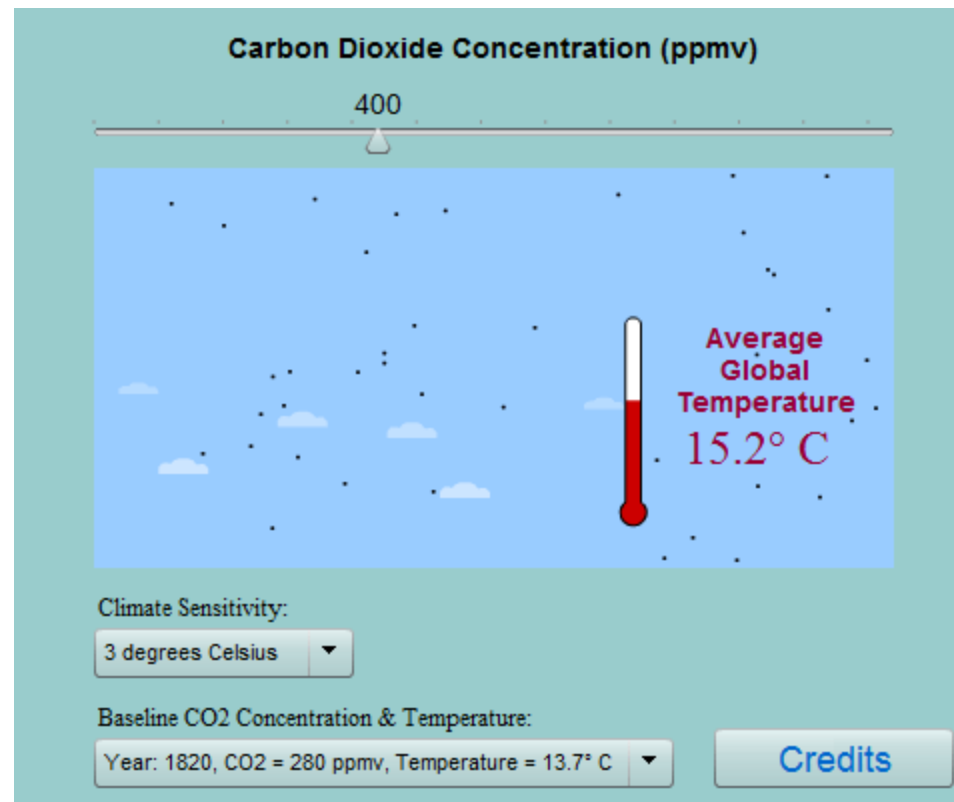 Carbon Dioxide Concentration (ppmv)
400
Average
Global
Temperature
15.2° C
Climate Sensitivity:
3 degrees Celsius
Baseline CO2 Concentration & Temperature:
Year: 1820, CO2 = 280 ppmv, Temperature = 13.7° C
Credits